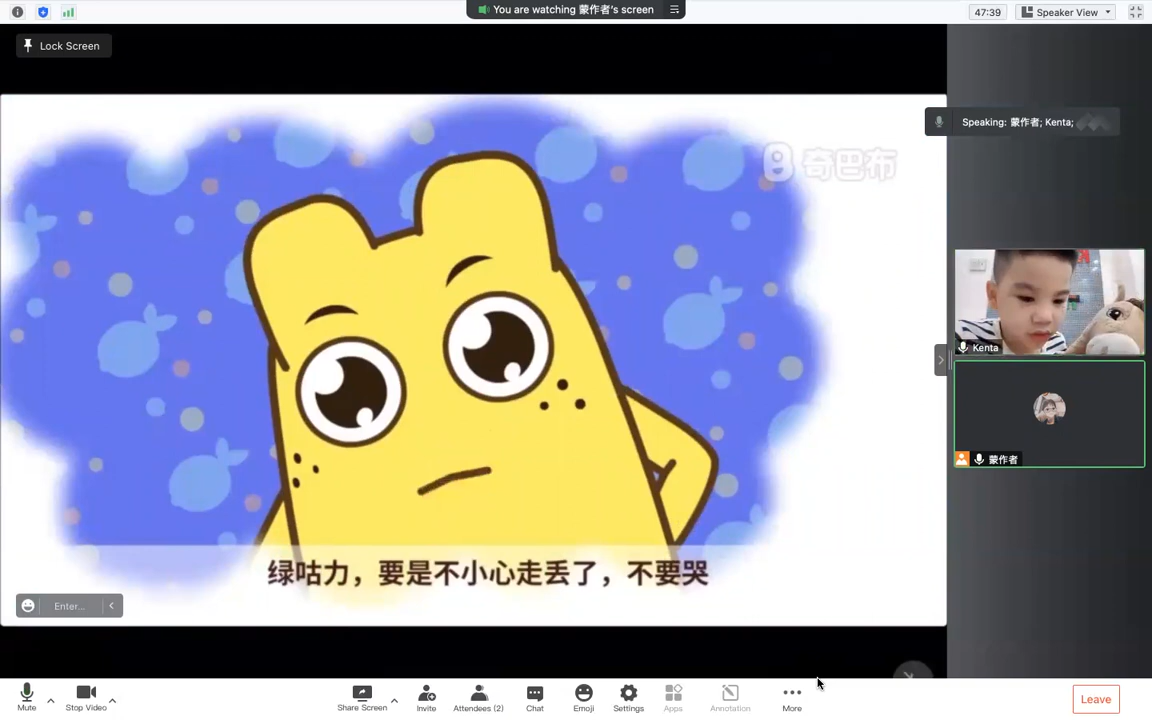 You are watching 蒙作者's screen
47:39
Speaker View
Lock Screen
Speaking: 蒙作者; Kenta;
奇巴布
Kenta
蒙作者
绿咕力，要是不小心走丢了，不要哭
Enter...
Mute
Stop Video
Share Screen
Invite
Attendees (2)
Chat
Emoji
Settings
Apps
Annotation
More
Leave